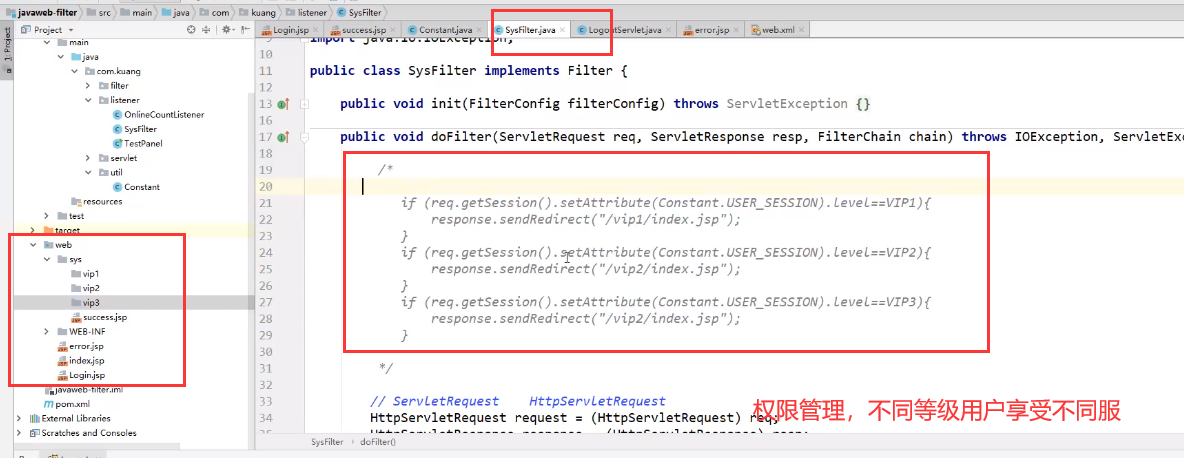 javaweb-filter src main java com kuang listener SysFilter
1: Project
Project
Login.jsp success.jsp Constant.java SysFilter.java LogoutServlet.java error.jsp web.xml
main
java
com.kuang
filter
listener
OnlineCountListener
SysFilter
TestPanel
servlet
util
Constant
resources
test
target
web
sys
vip1
vip2
vip3
success.jsp
WEB-INF
error.jsp
index.jsp
Login.jsp
javaweb-filter.iml
pom.xml
External Libraries
Scratches and Consoles
9 import java.io.IOException;
10
11 public class SysFilter implements Filter {
12
13 public void init(FilterConfig filterConfig) throws ServletException {}
16
17 public void doFilter(ServletRequest req, ServletResponse resp, FilterChain chain) throws IOException, ServletExc
18
19 /*
20
21 if (req.getSession().setAttribute(Constant.USER_SESSION).level==VIP1){
22 response.sendRedirect("/vip1/index.jsp");
23 }
24 if (req.getSession().setAttribute(Constant.USER_SESSION).level==VIP2){
25 response.sendRedirect("/vip2/index.jsp");
26 }
27 if (req.getSession().setAttribute(Constant.USER_SESSION).level==VIP3){
28 response.sendRedirect("/vip2/index.jsp");
29 }
30
31 */
32
33 // ServletRequest HttpServletRequest
34 HttpServletRequest request = (HttpServletRequest) req;
权限管理，不同等级用户享受不同服
SysFilter › doFilter()